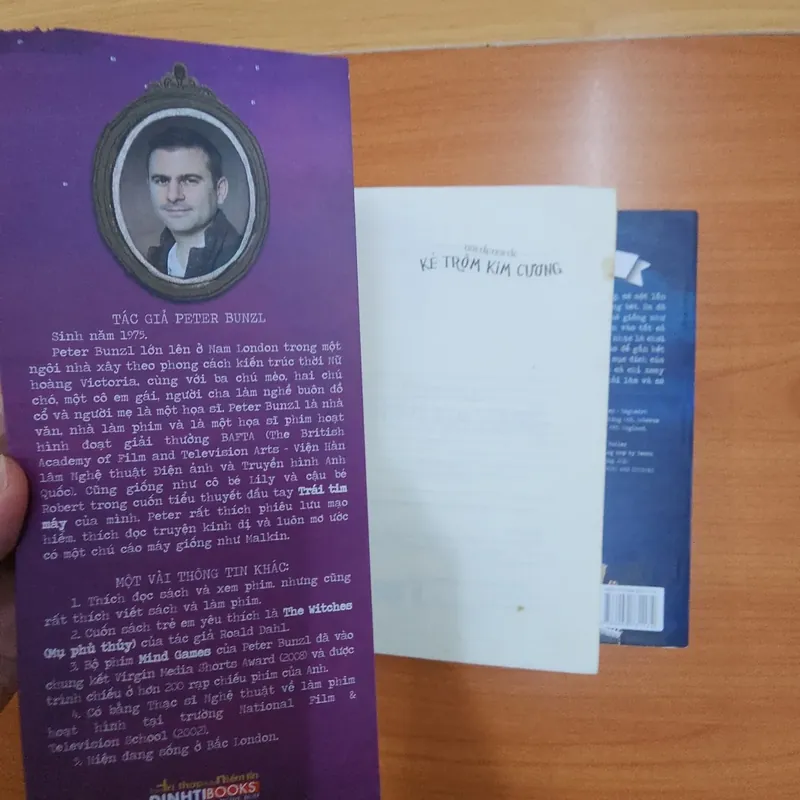 TÁC GIẢ PETER BUNZL
Sinh năm 1975.
Peter Bunzl lớn lên ở Nam London trong một
ngôi nhà xây theo phong cách kiến trúc thời Nữ
hoàng Victoria, cùng với ba chú mèo, hai chú
chó, một cô em gái, người cha làm nghề buôn đồ
cổ và người mẹ là một họa sĩ. Peter Bunzl là nhà
văn, nhà làm phim và là một họa sĩ phim hoạt
hình đoạt giải thưởng BAFTA (The British
Academy of Film and Television Arts - Viện Hàn
lâm Nghệ thuật Điện ảnh và Truyền hình Anh
Quốc). Cũng giống như cô bé Lily và cậu bé
Robert trong cuốn tiểu thuyết đầu tay Trái tim
máy của mình, Peter rất thích phiêu lưu mạo
hiểm, thích đọc truyện kinh dị và luôn mơ ước
có một chú cáo máy giống như Malkin.
MỘT VÀI THÔNG TIN KHÁC:
1. Thích đọc sách và xem phim, nhưng cũng
rất thích viết sách và làm phim.
2. Cuốn sách trẻ em yêu thích là The Witches
(Mụ phù thủy) của tác giả Roald Dahl.
3. Bộ phim Mind Games của Peter Bunzl đã vào
chung kết Virgin Media Shorts Award (2008) và được
trình chiếu ở hơn 200 rạp chiếu phim của Anh.
4. Có bằng Thạc sĩ Nghệ thuật về làm phim
hoạt hình tại trường National Film &
Television School (2002).
5. Hiện đang sống ở Bắc London.
DINHTIBOOKS
KẺ TRỘM KIM CƯƠNG